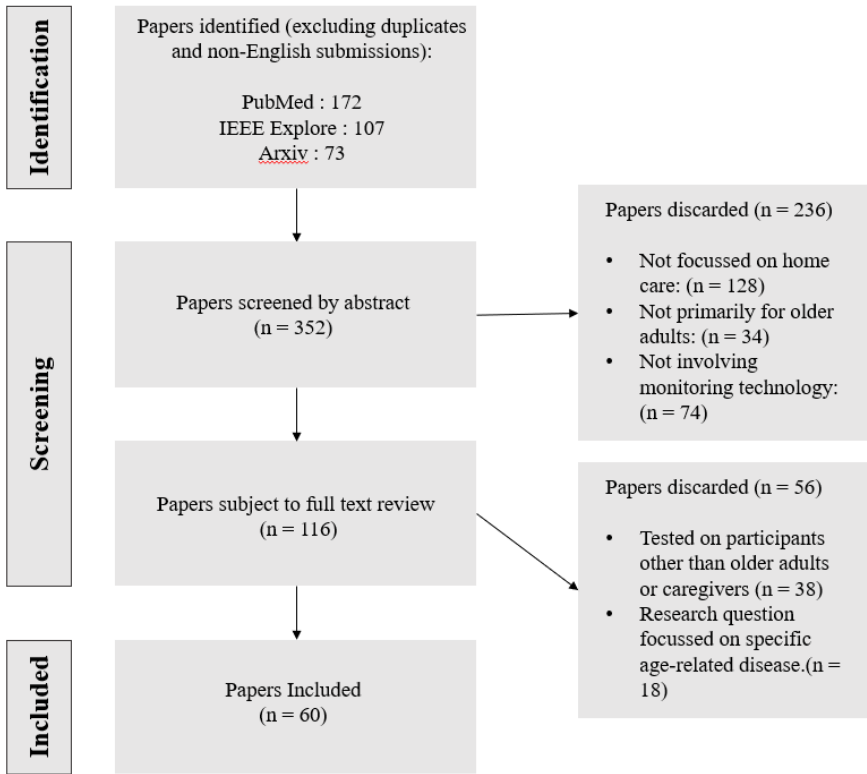 Identification
Papers identified (excluding duplicates
and non-English submissions):
PubMed : 172
IEEE Explore : 107
Arxiv : 73
Screening
Papers screened by abstract
(n = 352)
Papers discarded (n = 236)
• Not focussed on home
care: (n = 128)
• Not primarily for older
adults: (n = 34)
• Not involving
monitoring technology:
(n = 74)
Papers subject to full text review
(n = 116)
Papers discarded (n = 56)
• Tested on participants
other than older adults
or caregivers (n = 38)
• Research question
focussed on specific
age-related disease.(n =
18)
Included
Papers Included
(n = 60)